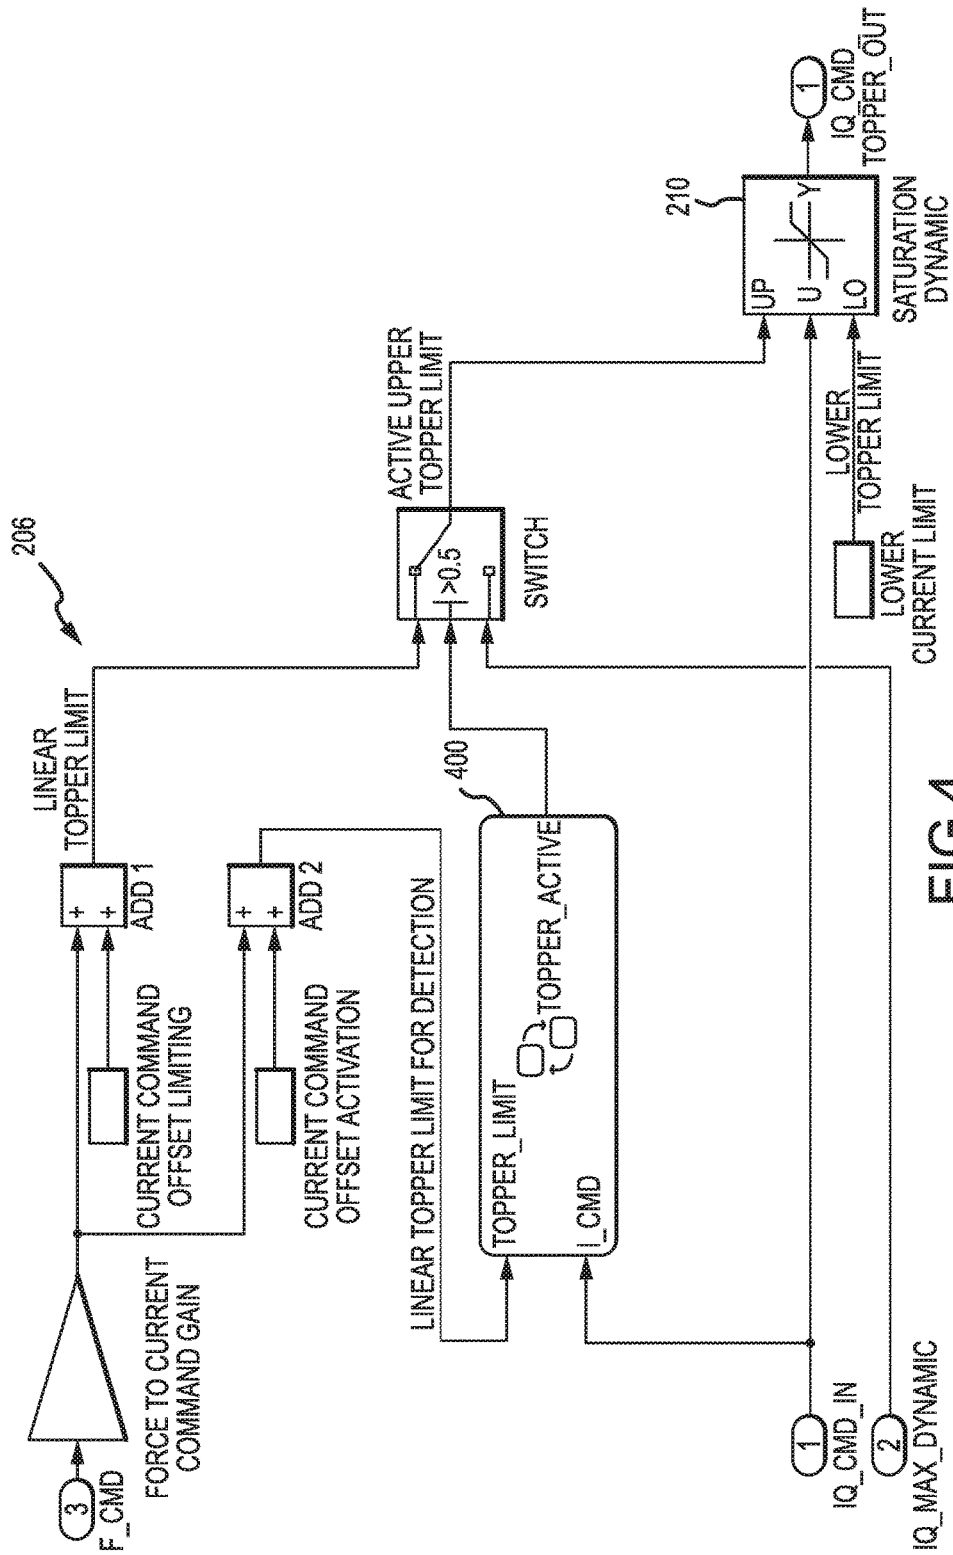 206
3
F_CMD
FORCE TO CURRENT
COMMAND GAIN
+
+
ADD 1
CURRENT COMMAND
OFFSET LIMITING
LINEAR
TOPPER LIMIT
+
+
ADD 2
CURRENT COMMAND
OFFSET ACTIVATION
LINEAR TOPPER LIMIT FOR DETECTION
400
TOPPER_LIMIT
I_CMD
TOPPER_ACTIVE
>0.5
SWITCH
ACTIVE UPPER
TOPPER LIMIT
1
IQ_CMD_IN
2
IQ_MAX_DYNAMIC
LOWER
CURRENT LIMIT
LOWER
TOPPER LIMIT
210
UP
U
LO
Y
SATURATION
DYNAMIC
1
IQ_CMD_
TOPPER_OUT
FIG.4